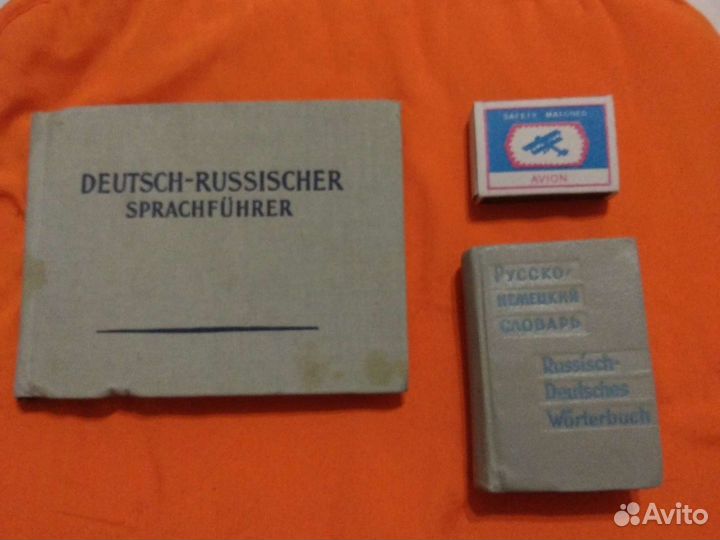 DEUTSCH-RUSSISCHER
SPRACHFÜHRER
SAFETY MATCHES
AVION
РУССКО-
НЕМЕЦКИЙ
СЛОВАРЬ
Russisch-
Deutsches
Wörterbuch
Avito